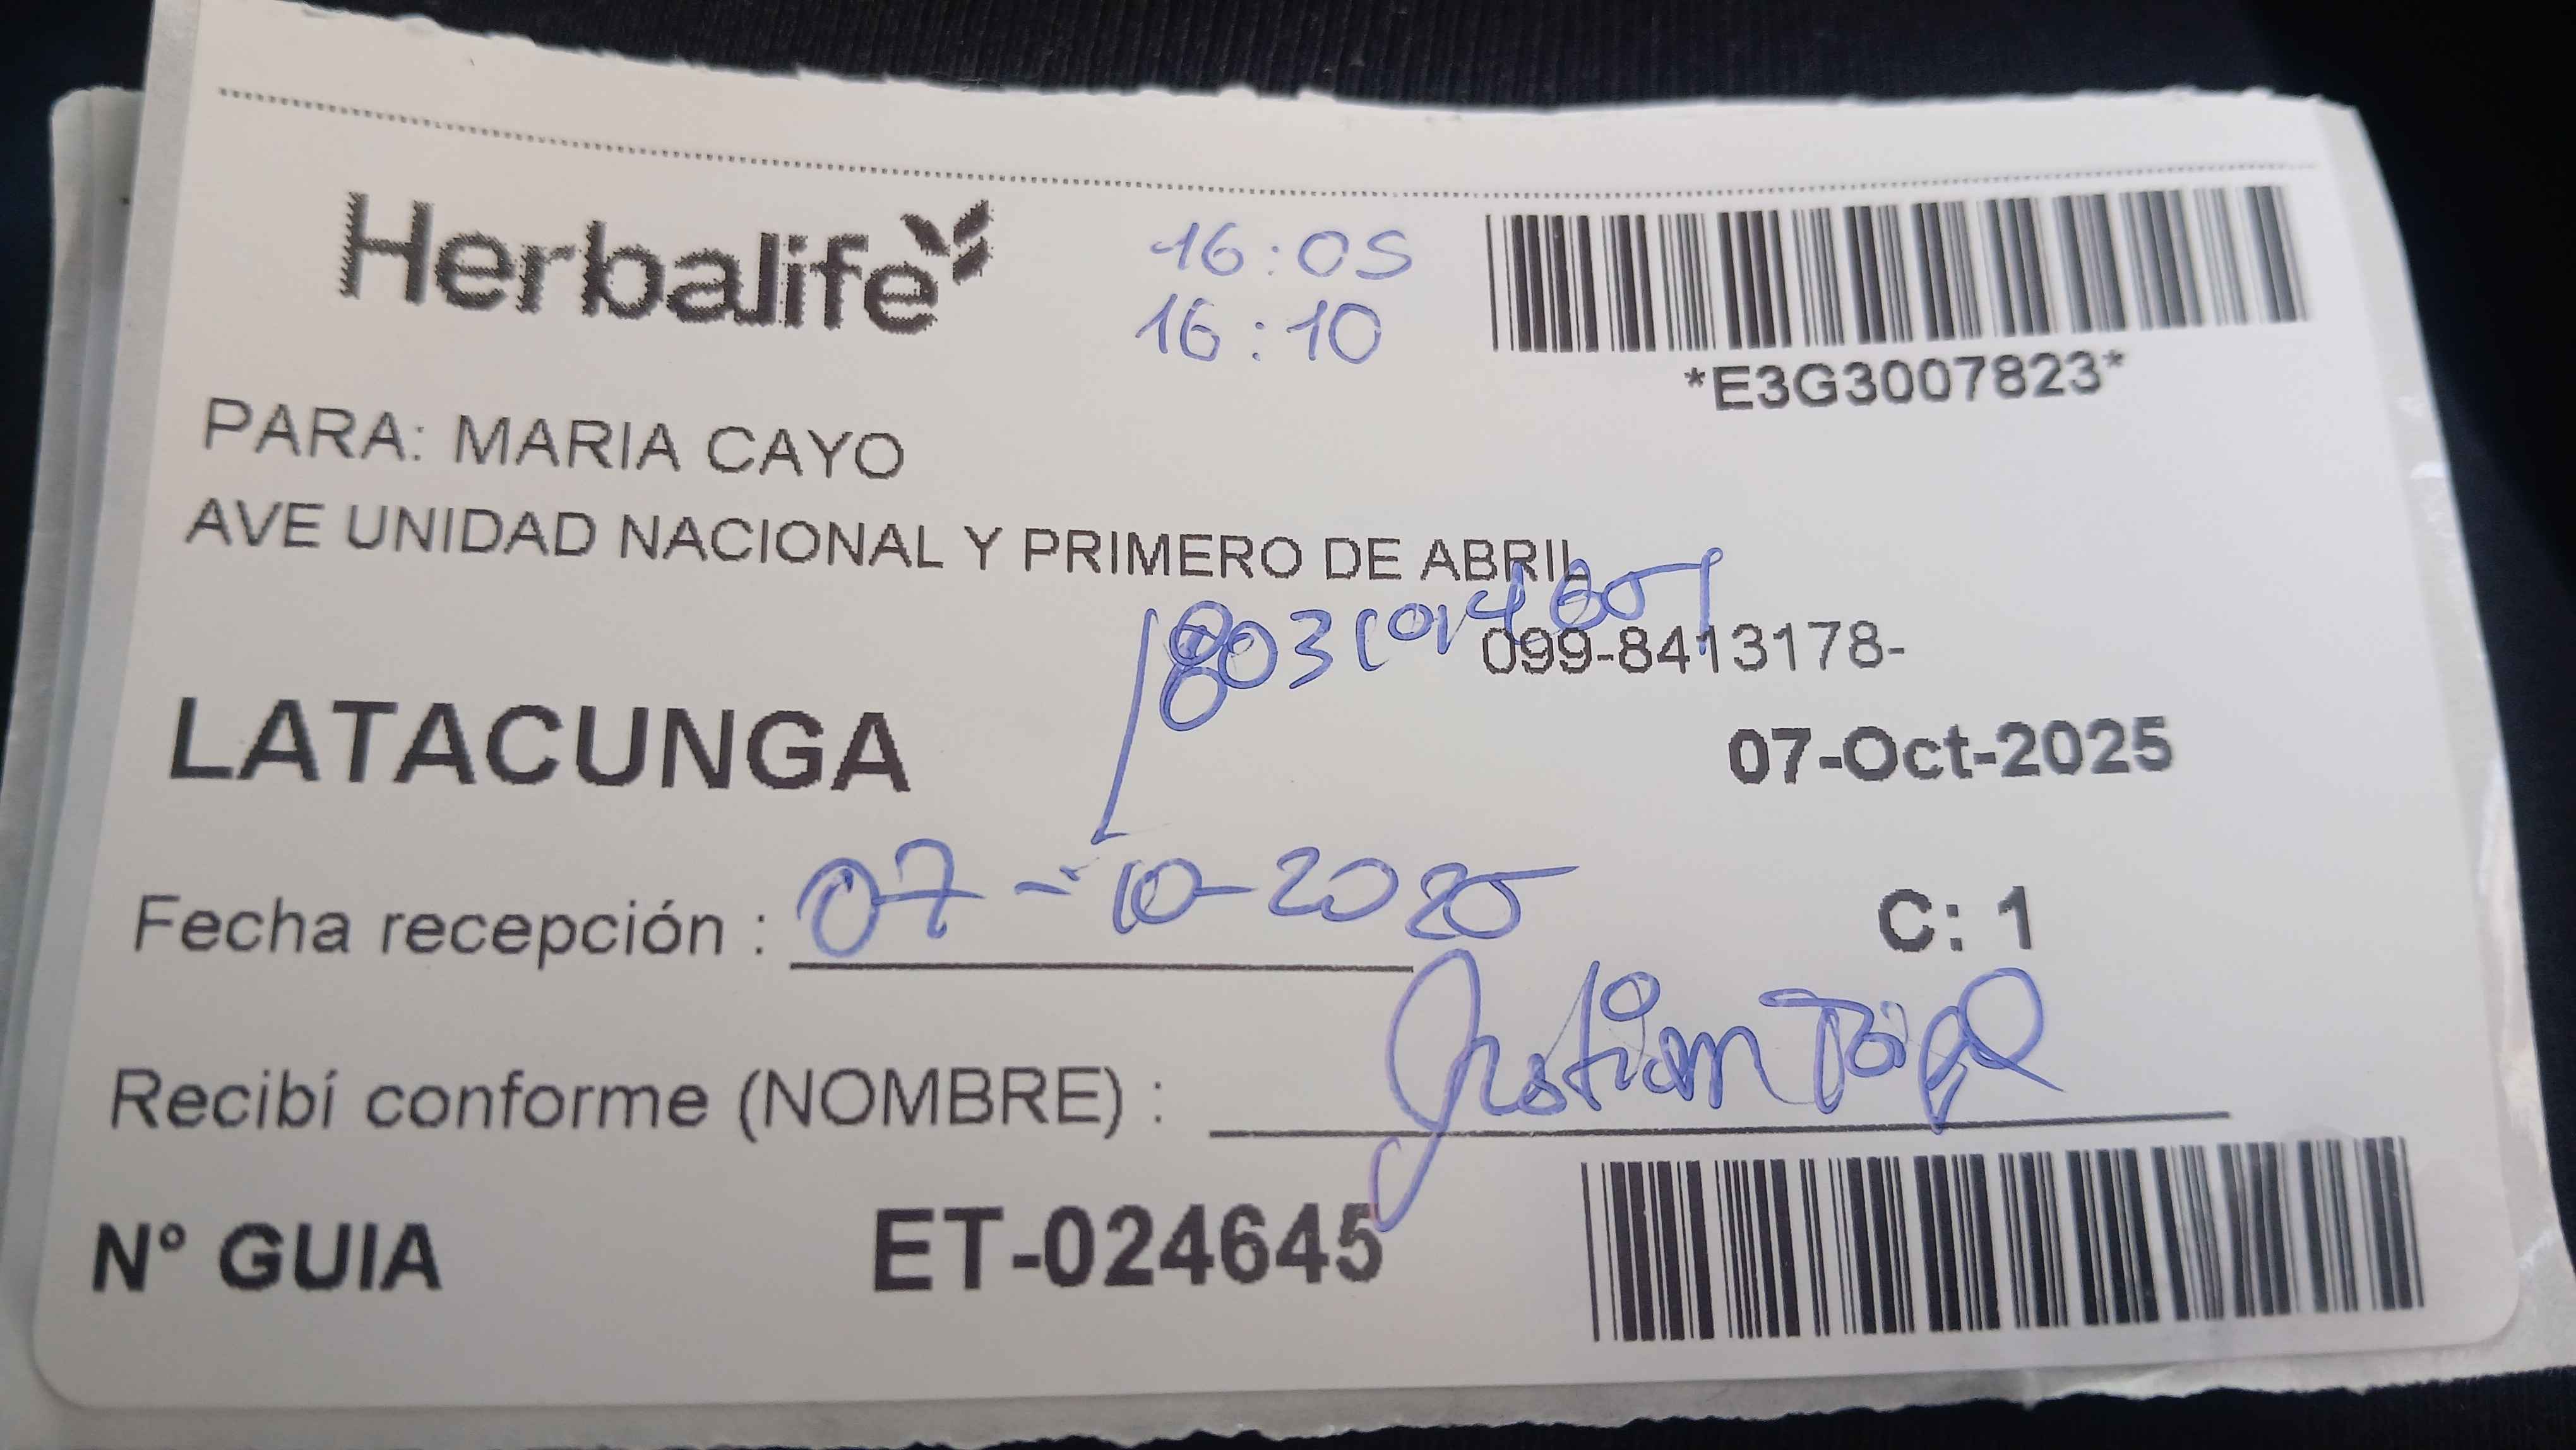 Herbalife
16:05
16:10
*E3G3007823*
PARA: MARIA CAYO
AVE UNIDAD NACIONAL Y PRIMERO DE ABRIL
099-8413178-
LATACUNGA
07-Oct-2025
Fecha recepción : 07-10-2025
C: 1
Recibí conforme (NOMBRE) :
N° GUIA ET-024645